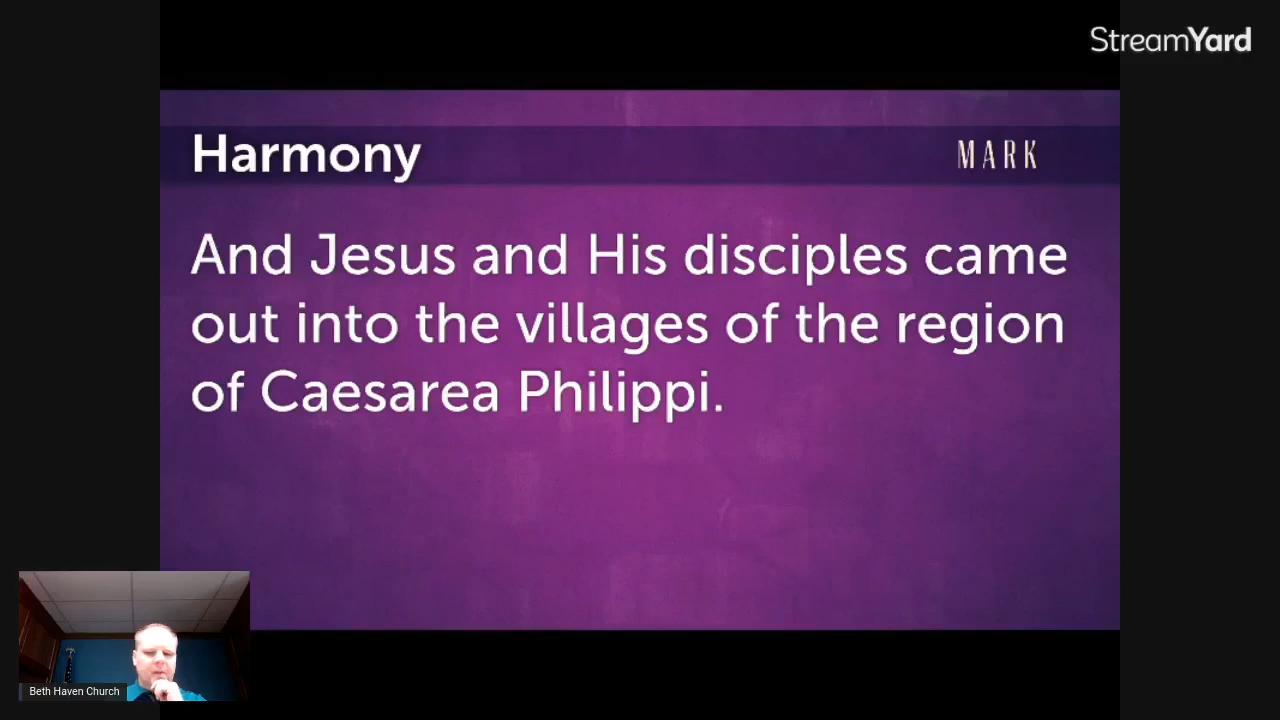 StreamYard
Harmony
MARK
And Jesus and His disciples came
out into the villages of the region
of Caesarea Philippi.
Beth Haven Church